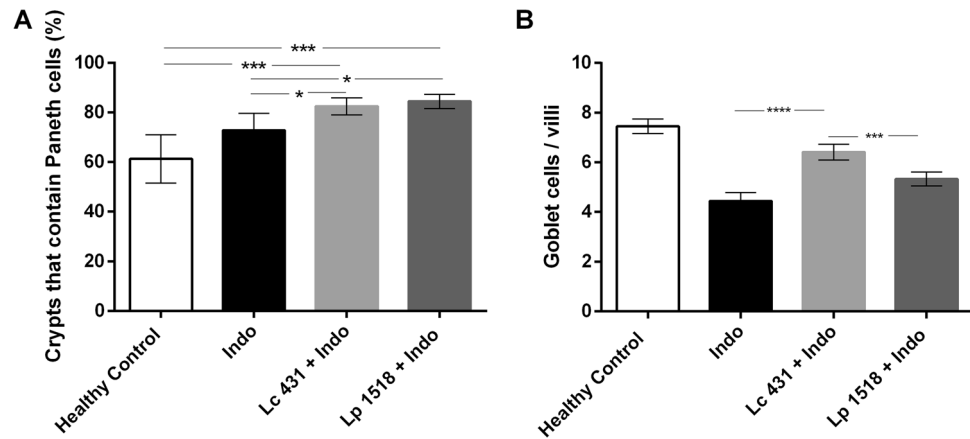 A
Crypts that contain Paneth cells (%)
100
80
60
40
20
0
***
***
*
*
Healthy Control
Indo
Lc 431 + Indo
Lp 1518 + Indo
B
Goblet cells / villi
10
8
6
4
2
0
****
***
Healthy Control
Indo
Lc 431 + Indo
Lp 1518 + Indo